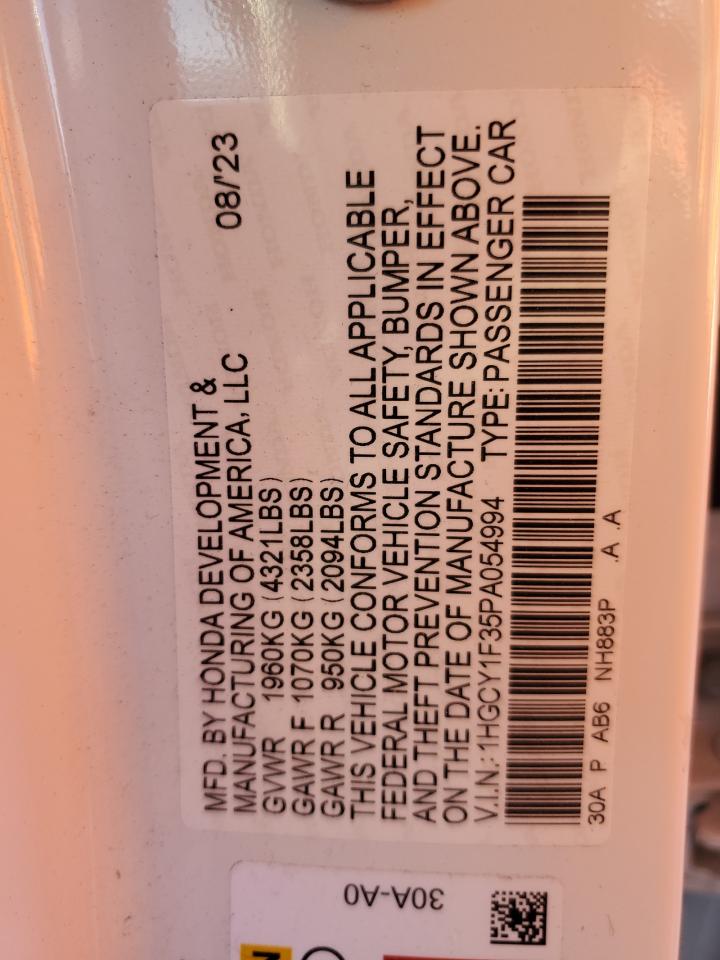 MFD. BY HONDA DEVELOPMENT & 08/'23
MANUFACTURING OF AMERICA, LLC
GVWR 1960KG (4321LBS)
GAWR F 1070KG (2358LBS)
GAWR R 950KG (2094LBS)
THIS VEHICLE CONFORMS TO ALL APPLICABLE
FEDERAL MOTOR VEHICLE SAFETY, BUMPER,
AND THEFT PREVENTION STANDARDS IN EFFECT
ON THE DATE OF MANUFACTURE SHOWN ABOVE.
V.I.N.: 1HGCY1F35PA054994 TYPE: PASSENGER CAR
30A P AB6 NH883P .A .A
30A-A0